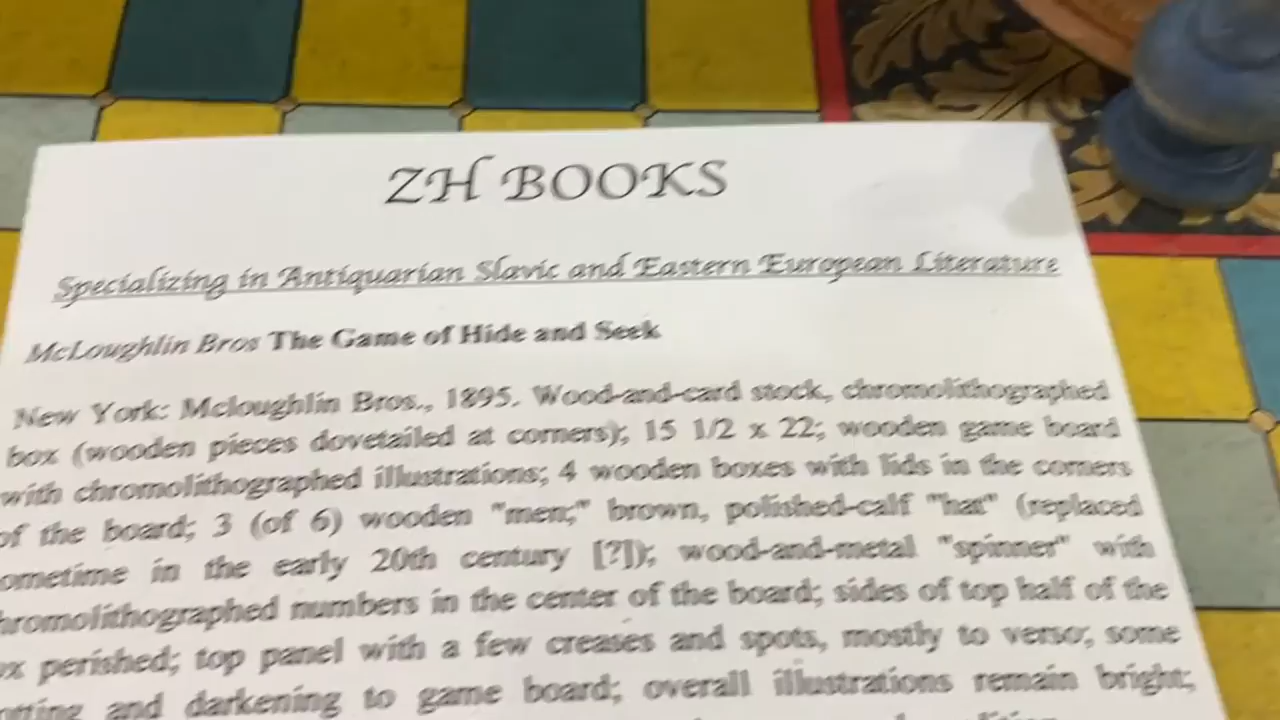 ZH BOOKS
Specializing in Antiquarian Slavic and Eastern European Literature
McLoughlin Bros The Game of Hide and Seek
New York: Mcloughlin Bros., 1895. Wood-and-card stock, chromolithographed
box (wooden pieces dovetailed at corners); 15 1/2 x 22; wooden game board
with chromolithographed illustrations; 4 wooden boxes with lids in the corners
of the board; 3 (of 6) wooden "men;" brown, polished-calf "hat" (replaced
ometime in the early 20th century [?]); wood-and-metal "spinner" with
hromolithographed numbers in the center of the board; sides of top half of the
ox perished; top panel with a few creases and spots, mostly to verso; some
otting and darkening to game board; overall illustrations remain bright;